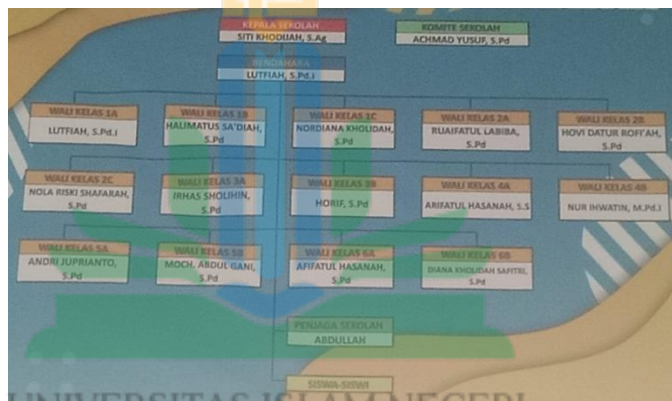 KEPALA SEKOLAH
SITI KHODIJAH, S.Ag
KOMITE SEKOLAH
ACHMAD YUSUF, S.Pd
BENDAHARA
LUTFIAH, S.Pd.i
WALI KELAS 1A
LUTFIAH, S.Pd.i
WALI KELAS 1B
HALIMATUS SA'DIAH,
S.Pd
WALI KELAS 1C
NORDIANA KHOLIDAH,
S.Pd
WALI KELAS 2A
RUAIFATUL LABIBA,
S.Pd
WALI KELAS 2B
HOVI DATUR ROFI'AH,
S.Pd
WALI KELAS 2C
NOLA RISKI SHAFARAH,
S.Pd
WALI KELAS 3A
IRHAS SHOLIHIN,
S.Pd
WALI KELAS 3B
HORIF, S.Pd
WALI KELAS 4A
ARIFATUL HASANAH, S.S
WALI KELAS 4B
NUR IHWATIN, M.Pd.I
WALI KELAS 5A
ANDRI JUPRIANTO,
S.Pd
WALI KELAS 5B
MOCH. ABDUL GANI,
S.Pd
WALI KELAS 6A
AFIFATUL HASANAH,
S.Pd
WALI KELAS 6B
DIANA KHOLIDAH SAFITRI,
S.Pd
PENJAGA SEKOLAH
ABDULLAH
SISWA-SISWI
UNIVERSITAS ISLAM NEGERI